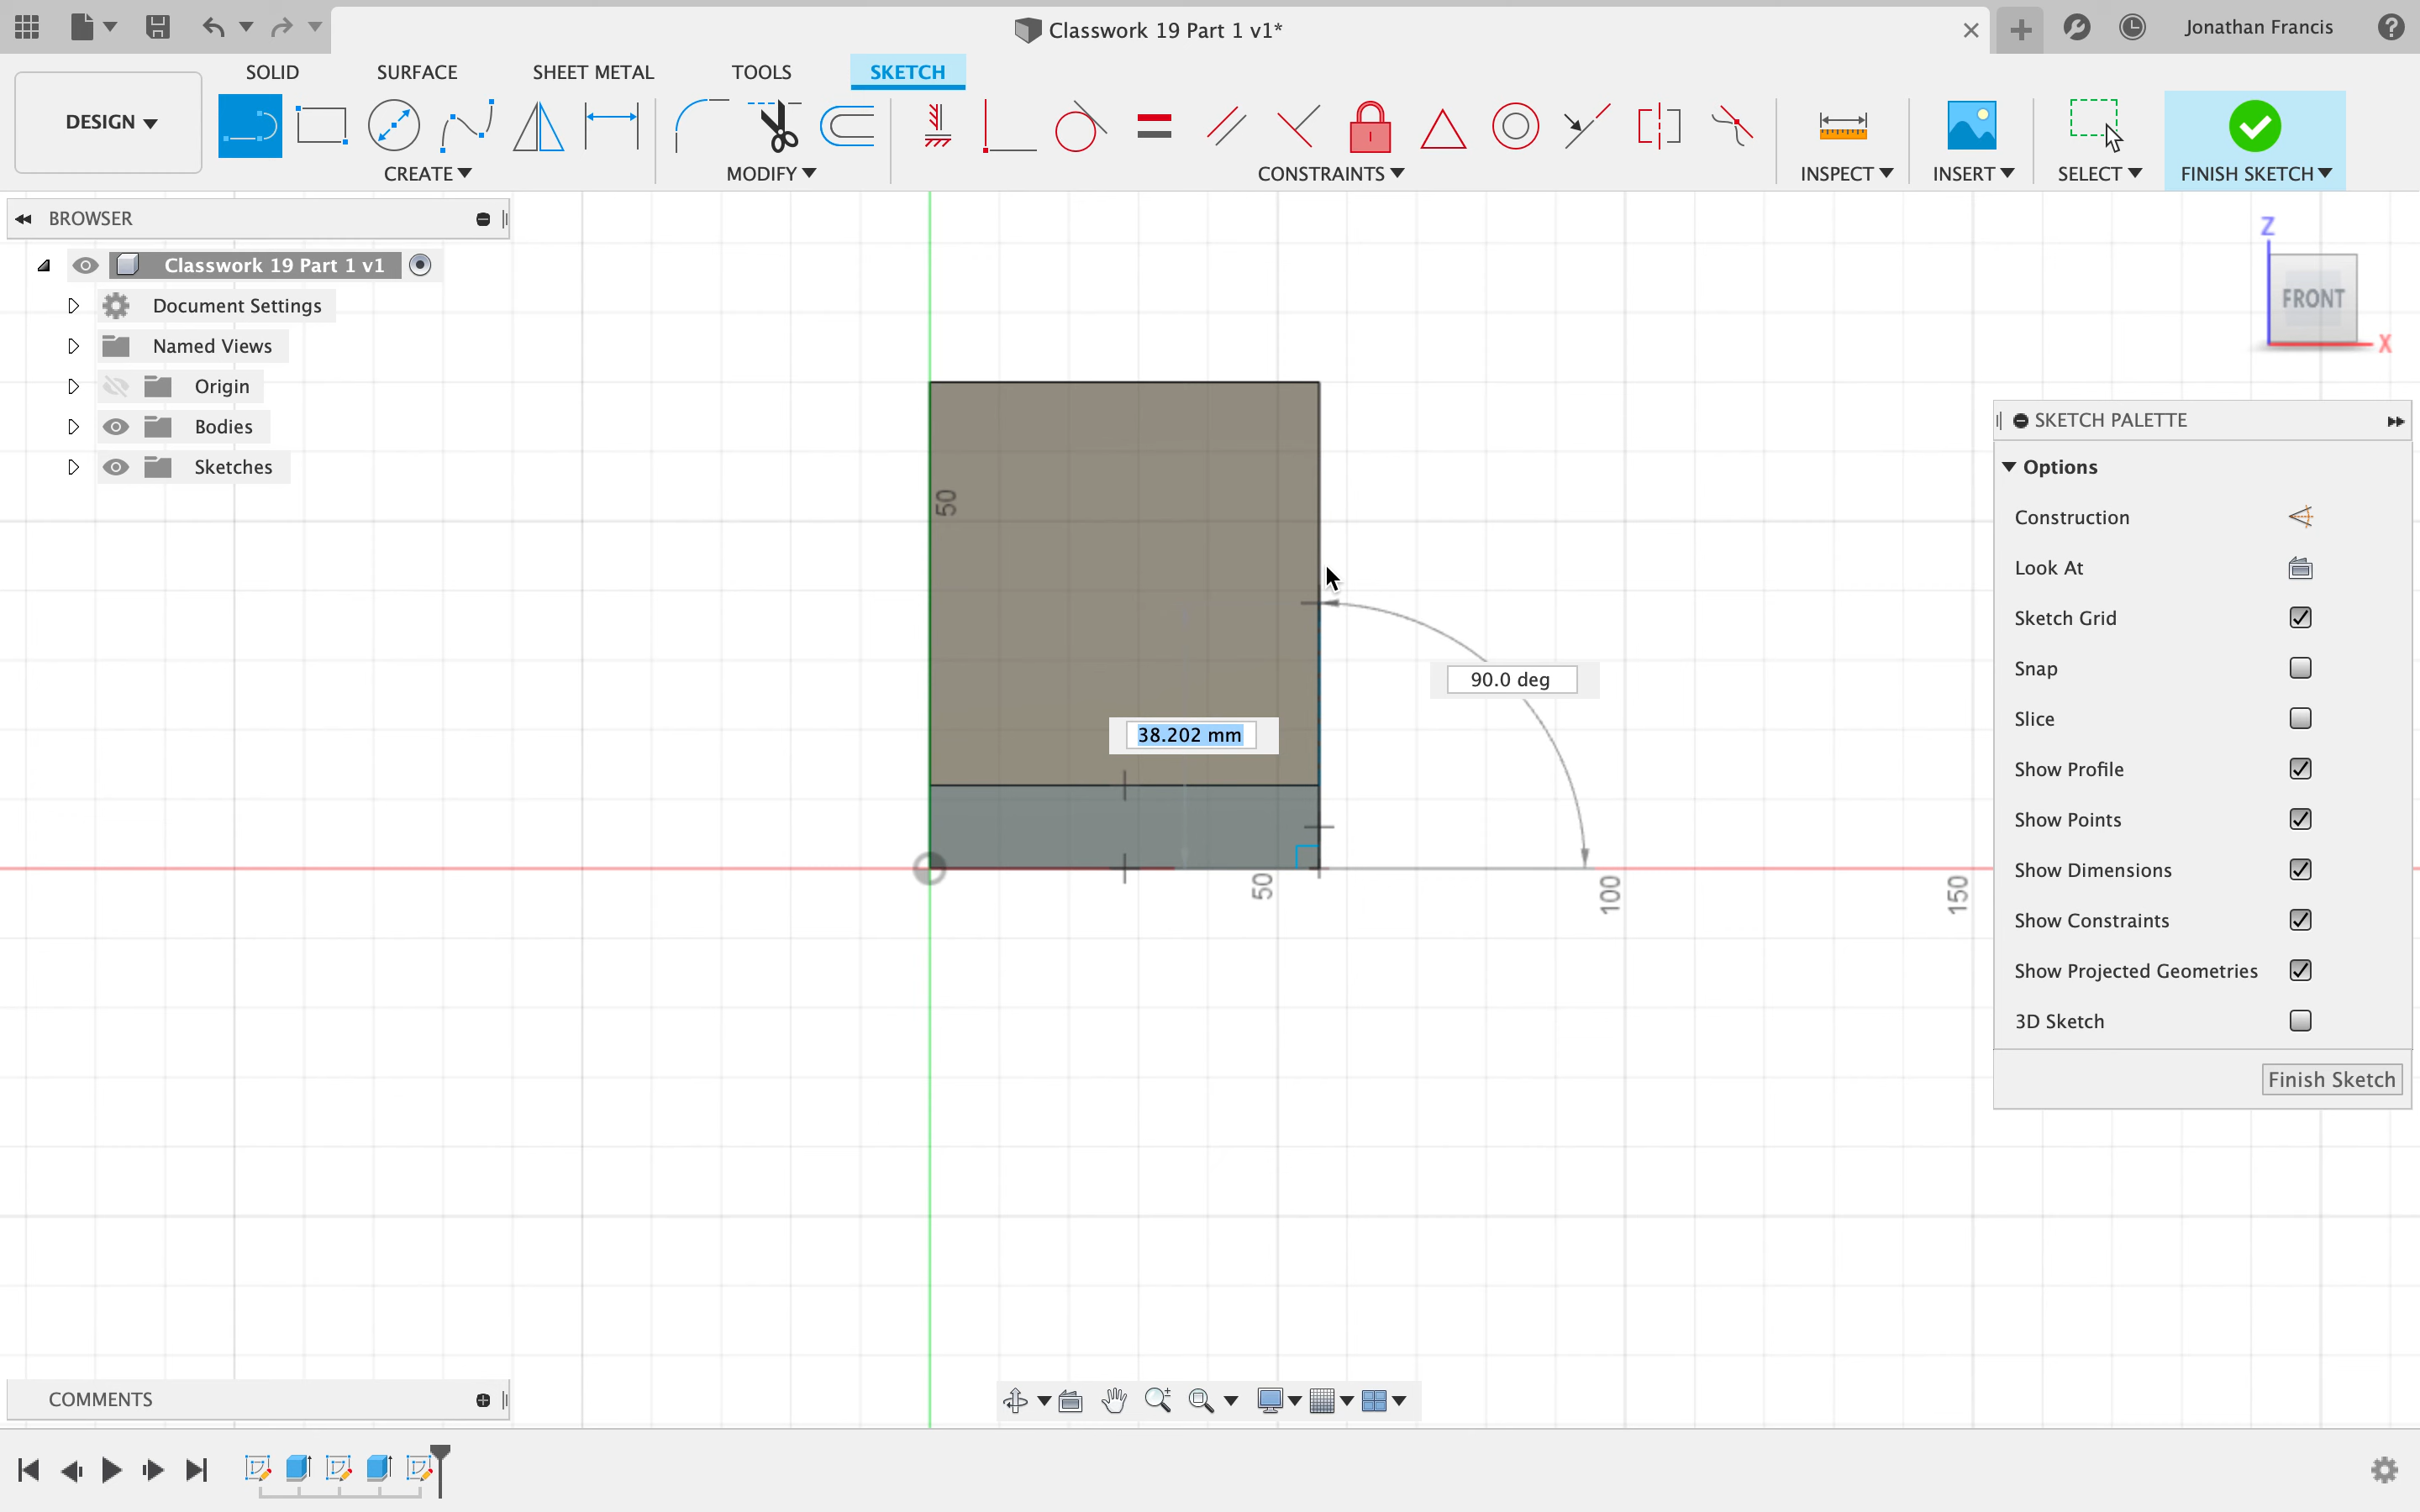 Classwork 19 Part 1 v1*
Jonathan Francis
SOLID SURFACE SHEET METAL TOOLS SKETCH
DESIGN
CREATE MODIFY CONSTRAINTS INSPECT INSERT SELECT FINISH SKETCH
BROWSER
Classwork 19 Part 1 v1
Document Settings
Named Views
Origin
Bodies
Sketches
Z
FRONT
X
50
90.0 deg
38.202 mm
50
100
150
SKETCH PALETTE
Options
Construction
Look At
Sketch Grid
Snap
Slice
Show Profile
Show Points
Show Dimensions
Show Constraints
Show Projected Geometries
3D Sketch
Finish Sketch
COMMENTS